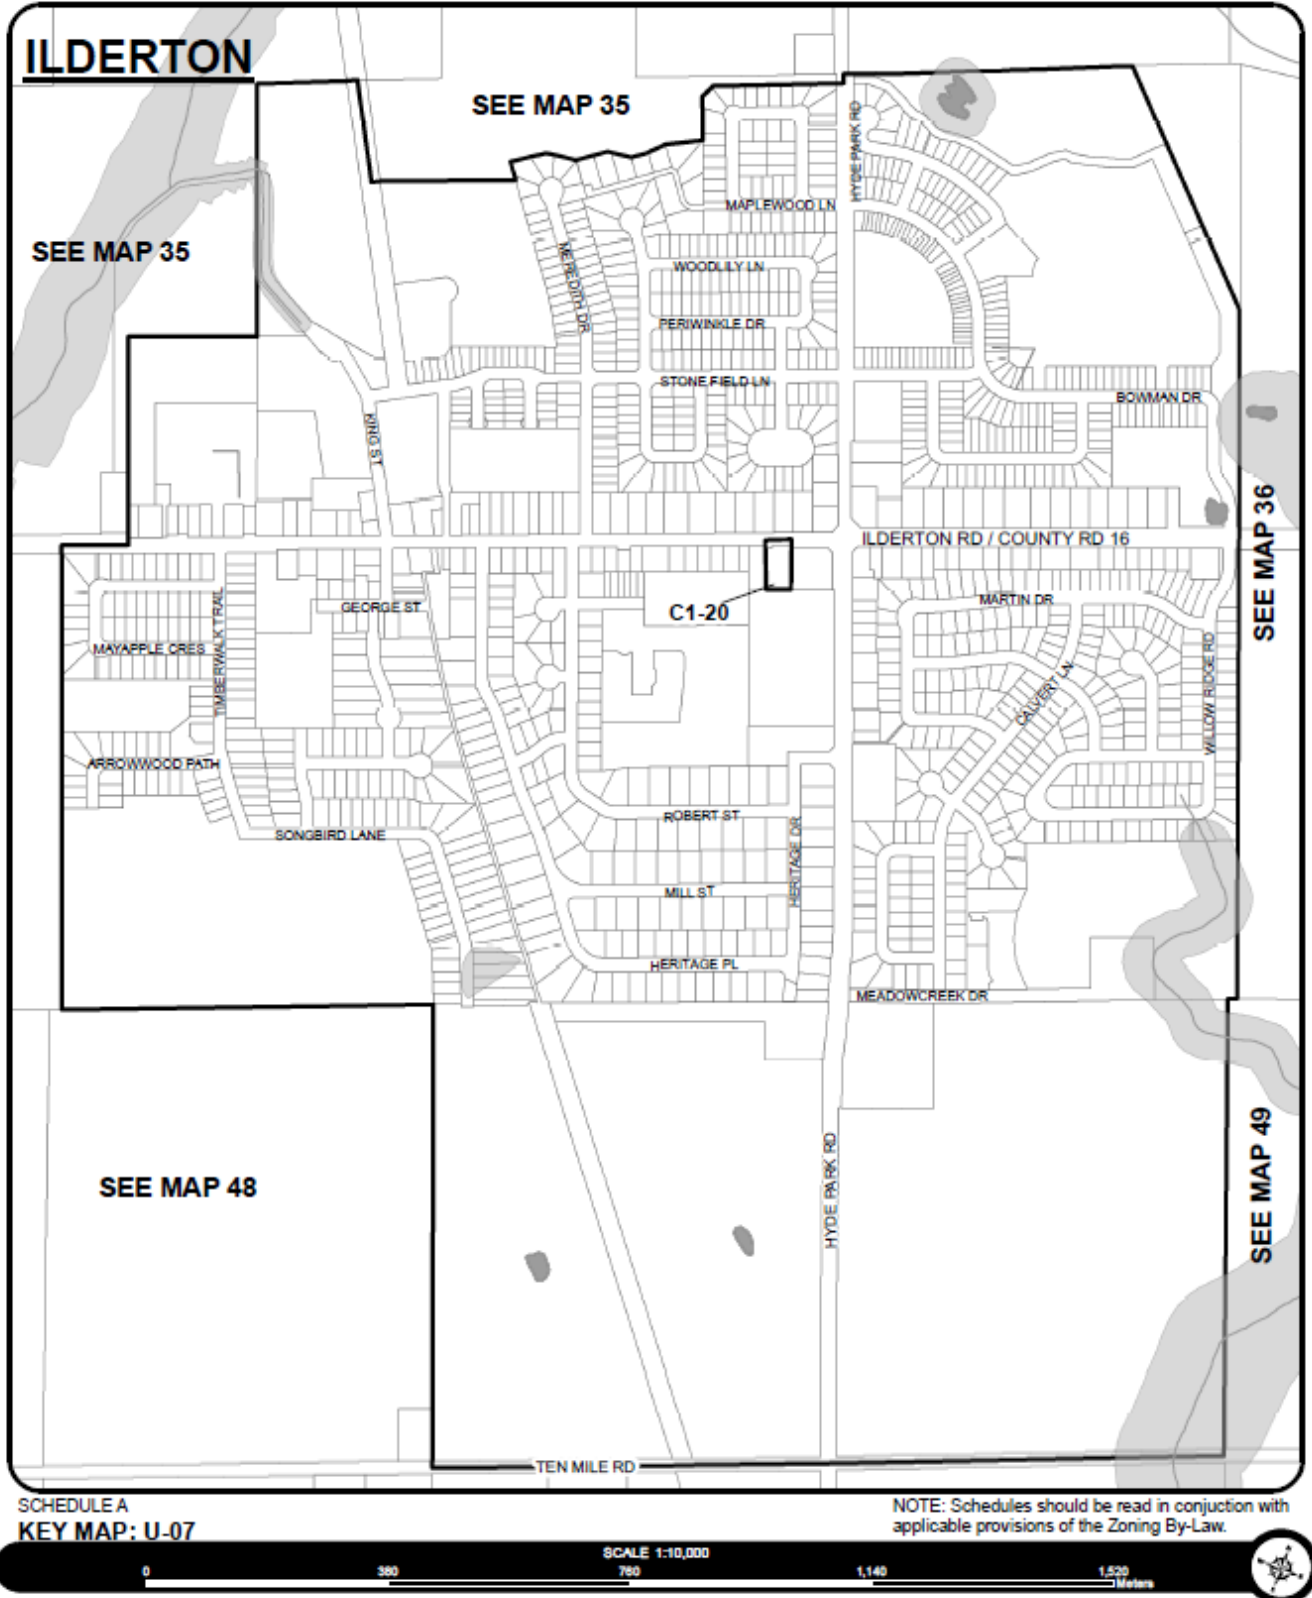 ILDERTON
SEE MAP 35
HYDE PARK RD
MAPLEWOOD LN
SEE MAP 35
MEREDITH DR
WOODLILY LN
PERIWINKLE DR
STONE FIELD LN
BOWMAN DR
KING ST
SEE MAP 36
ILDERTON RD / COUNTY RD 16
C1-20
MARTIN DR
GEORGE ST
TIMBERWALK TRAIL
MAYAPPLE CRES
CALVERT LN
WILLOW RIDGE RD
ARROWWOOD PATH
ROBERT ST
SONGBIRD LANE
HERITAGE DR
MILL ST
HERITAGE PL
MEADOWCREEK DR
SEE MAP 48
HYDE PARK RD
SEE MAP 49
TEN MILE RD
SCHEDULE A
KEY MAP: U-07
NOTE: Schedules should be read in conjuction with
applicable provisions of the Zoning By-Law.
SCALE 1:10,000
0 380 760 1,140 1,520
Meters